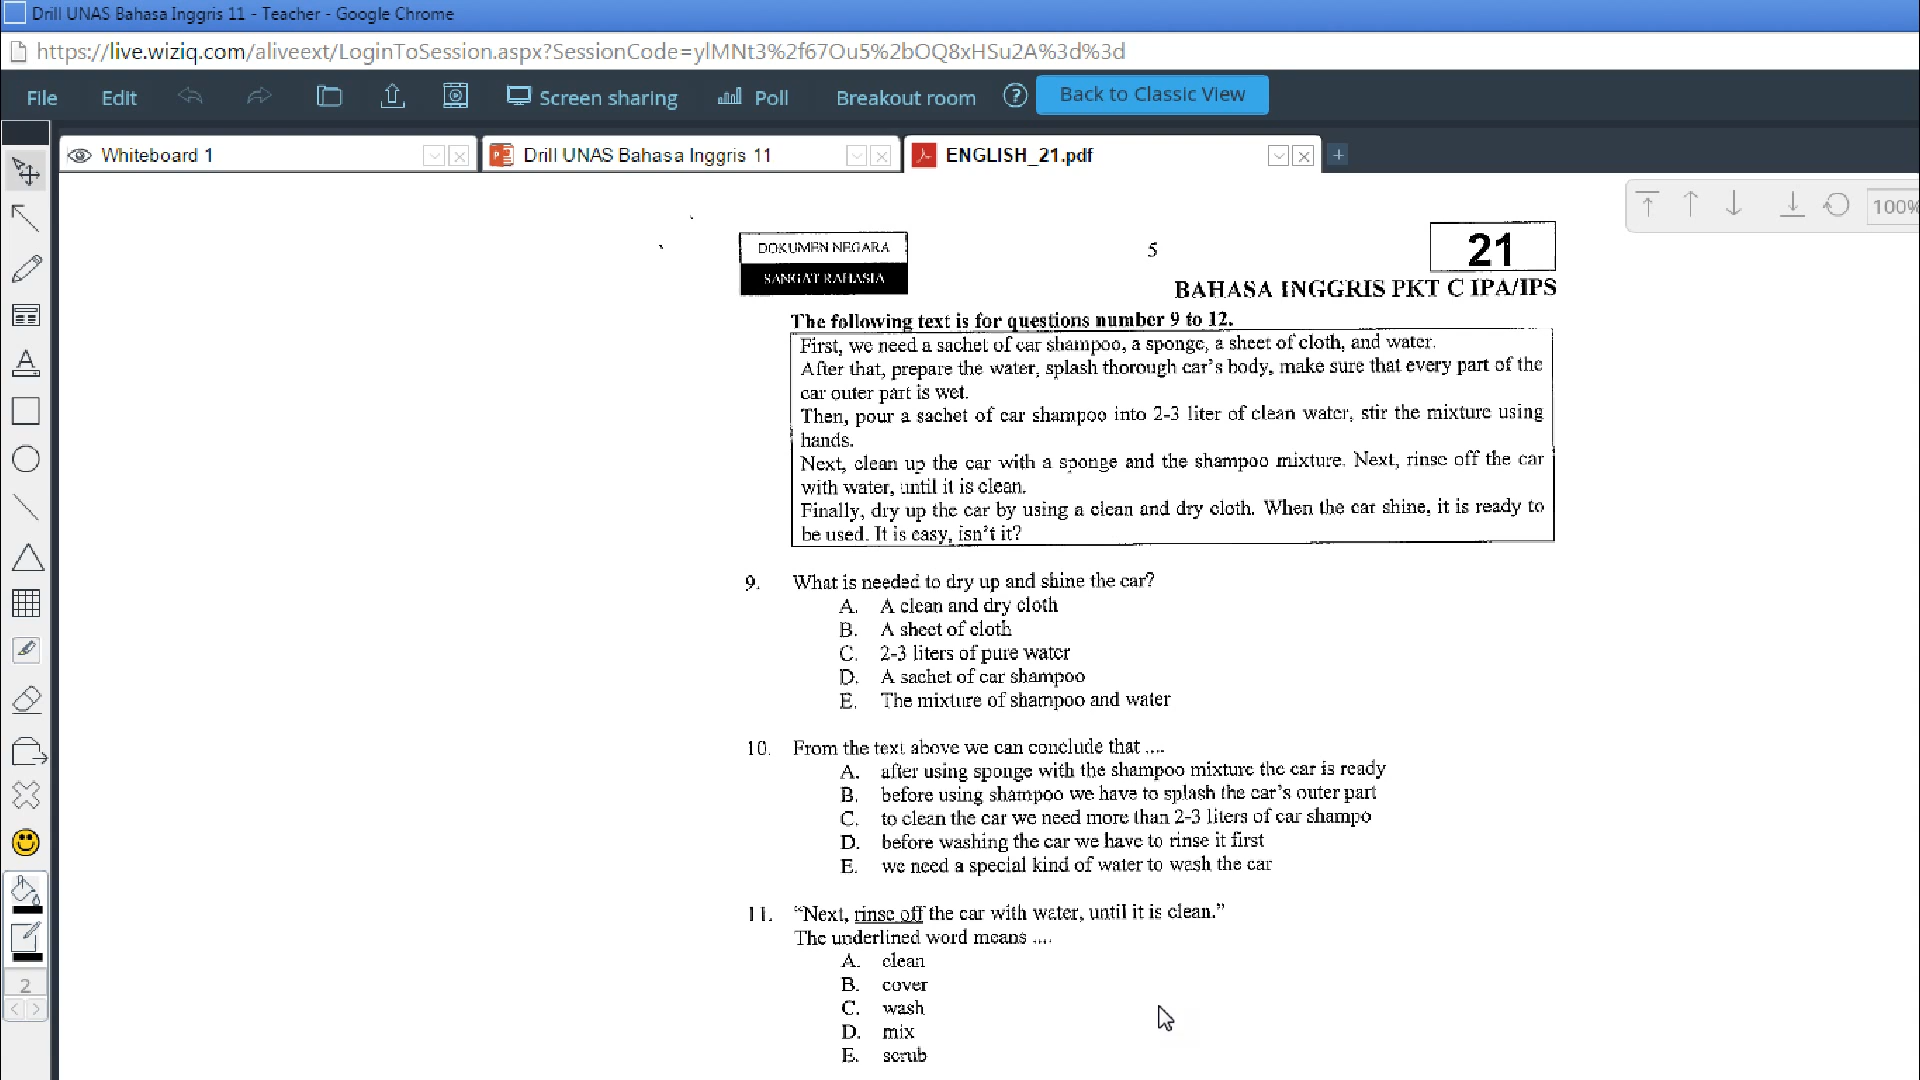 Drill UNAS Bahasa Inggris 11 - Teacher - Google Chrome
https://live.wiziq.com/aliveext/LoginToSession.aspx?SessionCode=ylMNt3%2f67Ou5%2bOQ8xHSu2A%3d%3d
File Edit Screen sharing Poll Breakout room ? Back to Classic View
Whiteboard 1 Drill UNAS Bahasa Inggris 11 ENGLISH_21.pdf +
100%
DOKUMEN NEGARA
SANGAT RAHASIA
5
21
BAHASA INGGRIS PKT C IPA/IPS
The following text is for questions number 9 to 12.
First, we need a sachet of car shampoo, a sponge, a sheet of cloth, and water.
After that, prepare the water, splash thorough car's body, make sure that every part of the
car outer part is wet.
Then, pour a sachet of car shampoo into 2-3 liter of clean water, stir the mixture using
hands.
Next, clean up the car with a sponge and the shampoo mixture. Next, rinse off the car
with water, until it is clean.
Finally, dry up the car by using a clean and dry cloth. When the car shine, it is ready to
be used. It is easy, isn't it?
9. What is needed to dry up and shine the car?
A. A clean and dry cloth
B. A sheet of cloth
C. 2-3 liters of pure water
D. A sachet of car shampoo
E. The mixture of shampoo and water
10. From the text above we can conclude that ....
A. after using sponge with the shampoo mixture the car is ready
B. before using shampoo we have to splash the car's outer part
C. to clean the car we need more than 2-3 liters of car shampo
D. before washing the car we have to rinse it first
E. we need a special kind of water to wash the car
11. "Next, rinse off the car with water, until it is clean."
The underlined word means ....
A. clean
B. cover
C. wash
D. mix
E. scrub
2